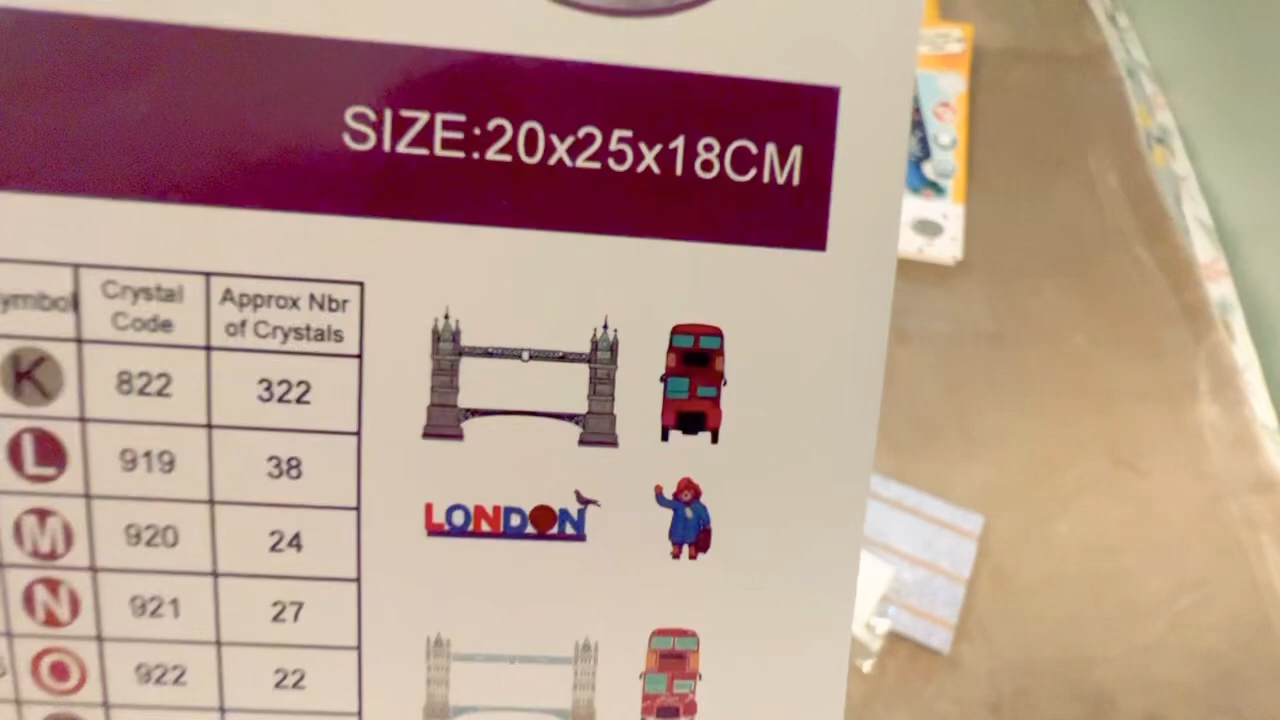 SIZE:20x25x18CM
Crystal Code
Approx Nbr of Crystals
K 822 322
L 919 38
M 920 24
N 921 27
O 922 22
LONDON